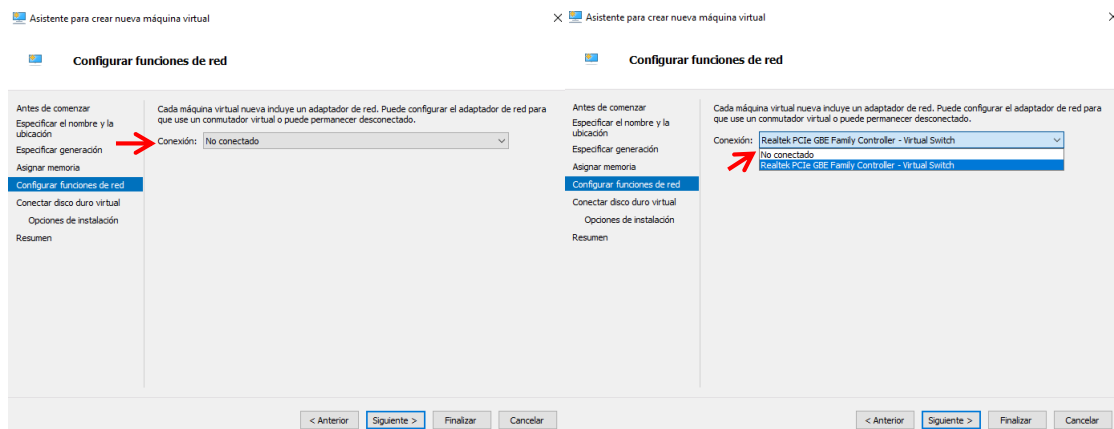 Asistente para crear nueva máquina virtual
Configurar funciones de red
Antes de comenzar
Especificar el nombre y la
ubicación
Especificar generación
Asignar memoria
Configurar funciones de red
Conectar disco duro virtual
Opciones de instalación
Resumen
Cada máquina virtual nueva incluye un adaptador de red. Puede configurar el adaptador de red para
que use un conmutador virtual o puede permanecer desconectado.
Conexión: No conectado
< Anterior Siguiente > Finalizar Cancelar
Asistente para crear nueva máquina virtual
Configurar funciones de red
Antes de comenzar
Especificar el nombre y la
ubicación
Especificar generación
Asignar memoria
Configurar funciones de red
Conectar disco duro virtual
Opciones de instalación
Resumen
Cada máquina virtual nueva incluye un adaptador de red. Puede configurar el adaptador de red para
que use un conmutador virtual o puede permanecer desconectado.
Conexión: Realtek PCIe GBE Family Controller - Virtual Switch
No conectado
Realtek PCIe GBE Family Controller - Virtual Switch
< Anterior Siguiente > Finalizar Cancelar